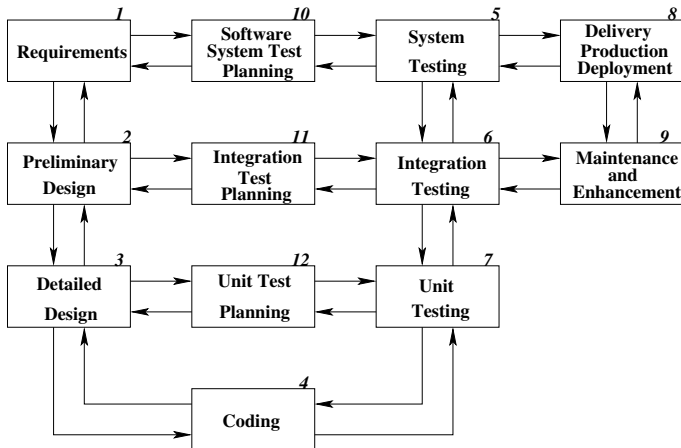 1
Requirements
10
Software
System Test
Planning
5
System
Testing
8
Delivery
Production
Deployment
2
Preliminary
Design
11
Integration
Test
Planning
6
Integration
Testing
9
Maintenance
and
Enhancement
3
Detailed
Design
12
Unit Test
Planning
7
Unit
Testing
4
Coding